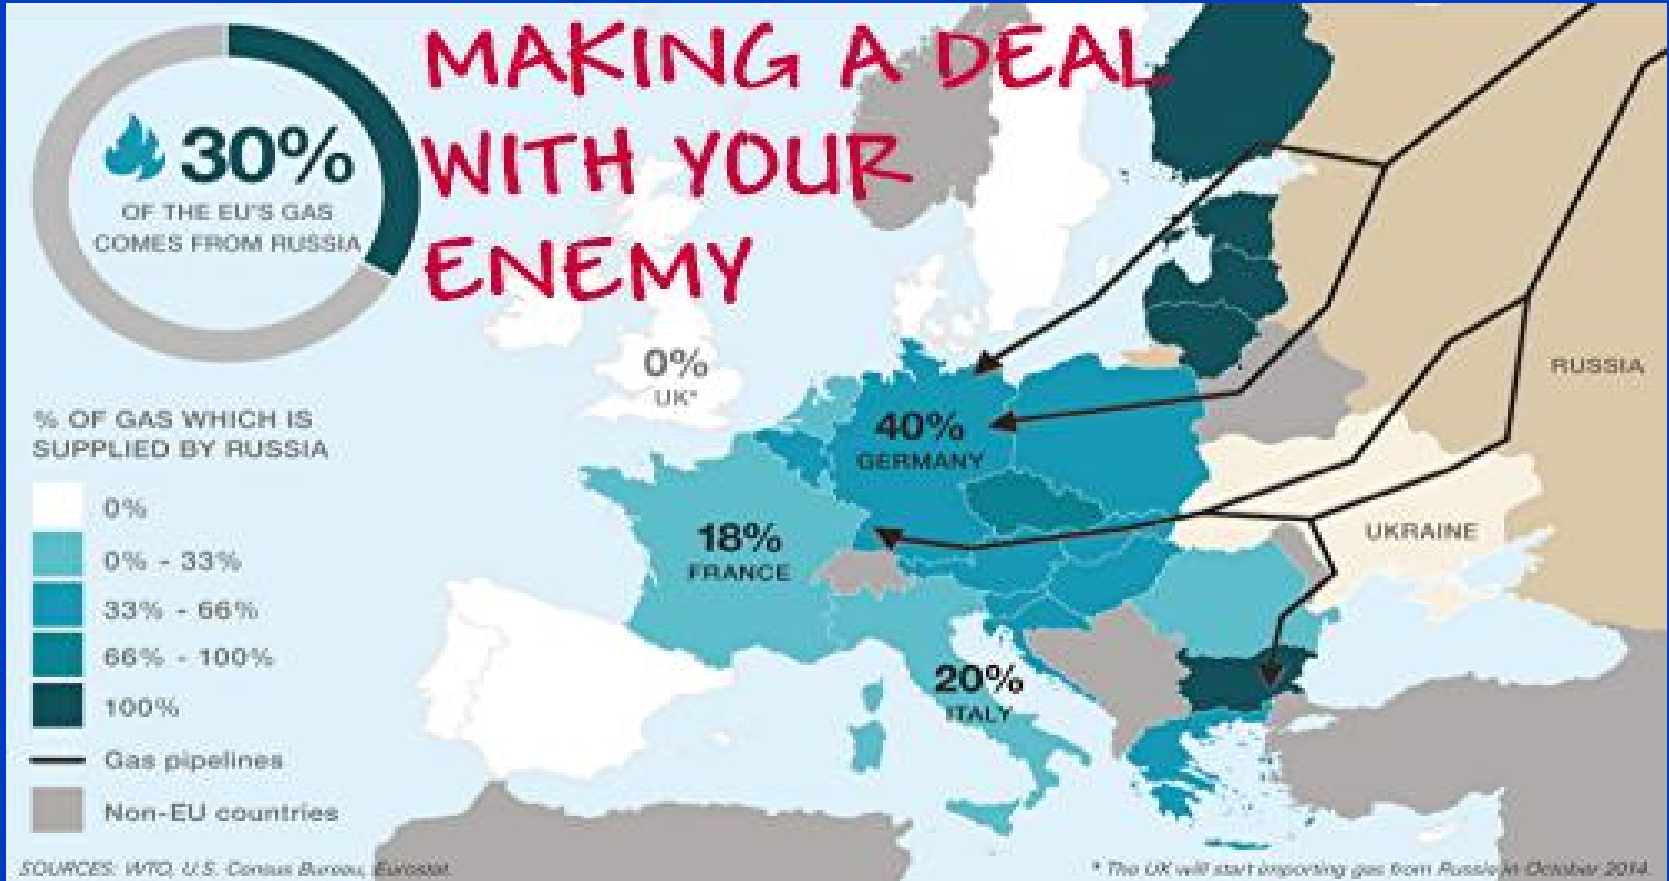 MAKING A DEAL
WITH YOUR
ENEMY
30%
OF THE EU'S GAS
COMES FROM RUSSIA
0%
UK*
% OF GAS WHICH IS
SUPPLIED BY RUSSIA
0%
0% - 33%
33% - 66%
66% - 100%
100%
Gas pipelines
Non-EU countries
40%
GERMANY
18%
FRANCE
20%
ITALY
RUSSIA
UKRAINE
SOURCES: WTO, U.S. Census Bureau, Eurostat.
* The UK will start importing gas from Russia in October 2014.